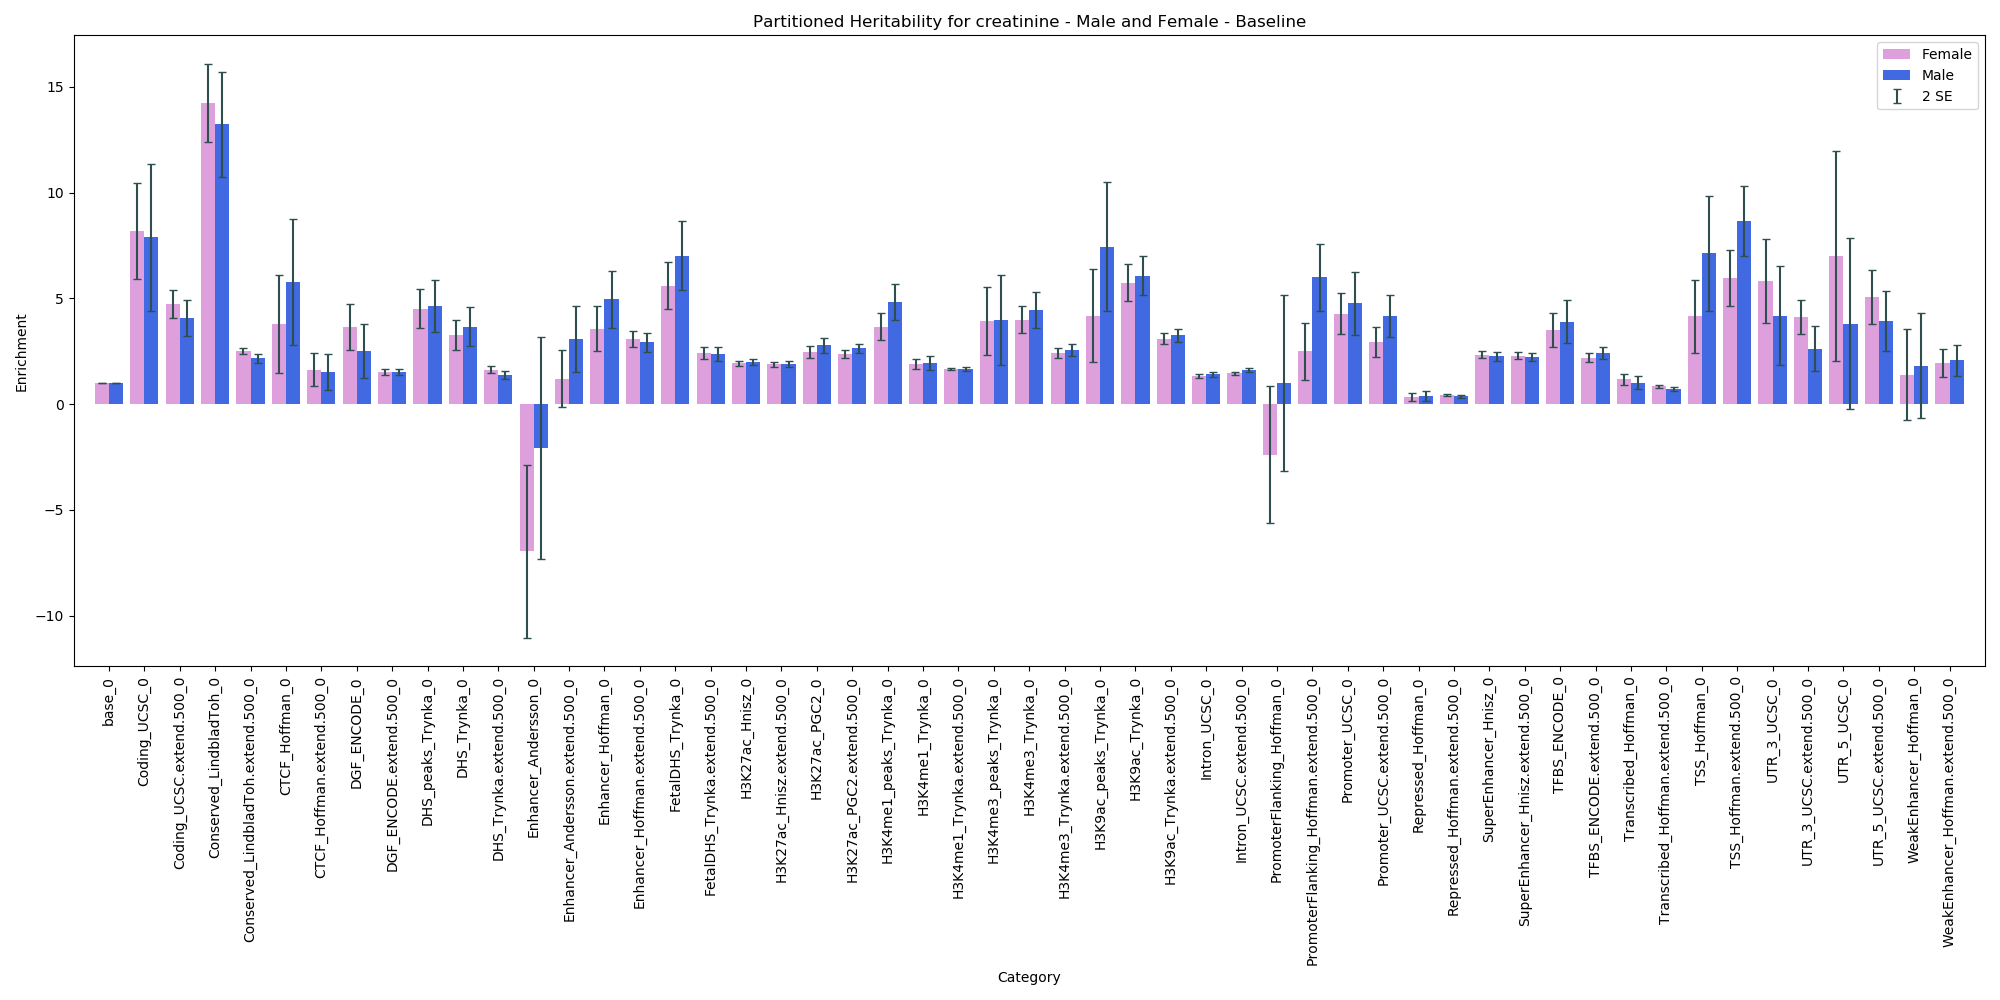 Partitioned Heritability for creatinine - Male and Female - Baseline
Female
Male
2 SE
Enrichment
15
10
5
0
−5
−10
base_0
Coding_UCSC_0
Coding_UCSC.extend.500_0
Conserved_LindbladToh_0
Conserved_LindbladToh.extend.500_0
CTCF_Hoffman_0
CTCF_Hoffman.extend.500_0
DGF_ENCODE_0
DGF_ENCODE.extend.500_0
DHS_peaks_Trynka_0
DHS_Trynka_0
DHS_Trynka.extend.500_0
Enhancer_Andersson_0
Enhancer_Andersson.extend.500_0
Enhancer_Hoffman_0
Enhancer_Hoffman.extend.500_0
FetalDHS_Trynka_0
FetalDHS_Trynka.extend.500_0
H3K27ac_Hnisz_0
H3K27ac_Hnisz.extend.500_0
H3K27ac_PGC2_0
H3K27ac_PGC2.extend.500_0
H3K4me1_peaks_Trynka_0
H3K4me1_Trynka_0
H3K4me1_Trynka.extend.500_0
H3K4me3_peaks_Trynka_0
H3K4me3_Trynka_0
H3K4me3_Trynka.extend.500_0
H3K9ac_peaks_Trynka_0
H3K9ac_Trynka_0
H3K9ac_Trynka.extend.500_0
Intron_UCSC_0
Intron_UCSC.extend.500_0
PromoterFlanking_Hoffman_0
PromoterFlanking_Hoffman.extend.500_0
Promoter_UCSC_0
Promoter_UCSC.extend.500_0
Repressed_Hoffman_0
Repressed_Hoffman.extend.500_0
SuperEnhancer_Hnisz_0
SuperEnhancer_Hnisz.extend.500_0
TFBS_ENCODE_0
TFBS_ENCODE.extend.500_0
Transcribed_Hoffman_0
Transcribed_Hoffman.extend.500_0
TSS_Hoffman_0
TSS_Hoffman.extend.500_0
UTR_3_UCSC_0
UTR_3_UCSC.extend.500_0
UTR_5_UCSC_0
UTR_5_UCSC.extend.500_0
WeakEnhancer_Hoffman_0
WeakEnhancer_Hoffman.extend.500_0
Category